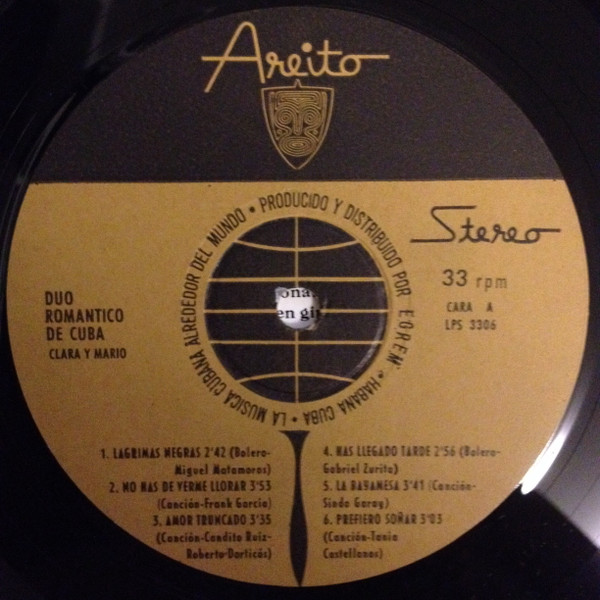 Areito
PRODUCIDO Y DISTRIBUIDO POR EGREM • HABANA CUBA • LA MUSICA CUBANA ALREDEDOR DEL MUNDO •
Stereo
33 rpm
CARA A
LPS 3306
DUO
ROMANTICO
DE CUBA
CLARA Y MARIO
1. LAGRIMAS NEGRAS 2'42 (Bolero-
Miguel Matamoros)
2. NO HAS DE VERME LLORAR 3'53
(Canción-Frank García)
3. AMOR TRUNCADO 3'35
(Canción-Candito Ruiz-
Roberto-Dorticós)
4. HAS LLEGADO TARDE 2'56 (Bolero-
Gabriel Zurita)
5. LA BAYAMESA 3'41 (Canción-
Sindo Garay)
6. PREFIERO SOÑAR 3'03
(Canción-Tania
Castellanos)